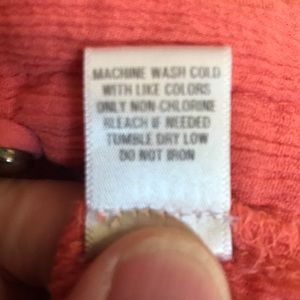 MACHINE WASH COLD
WITH LIKE COLORS
ONLY NON-CHLORINE
BLEACH IF NEEDED
TUMBLE DRY LOW
DO NOT IRON